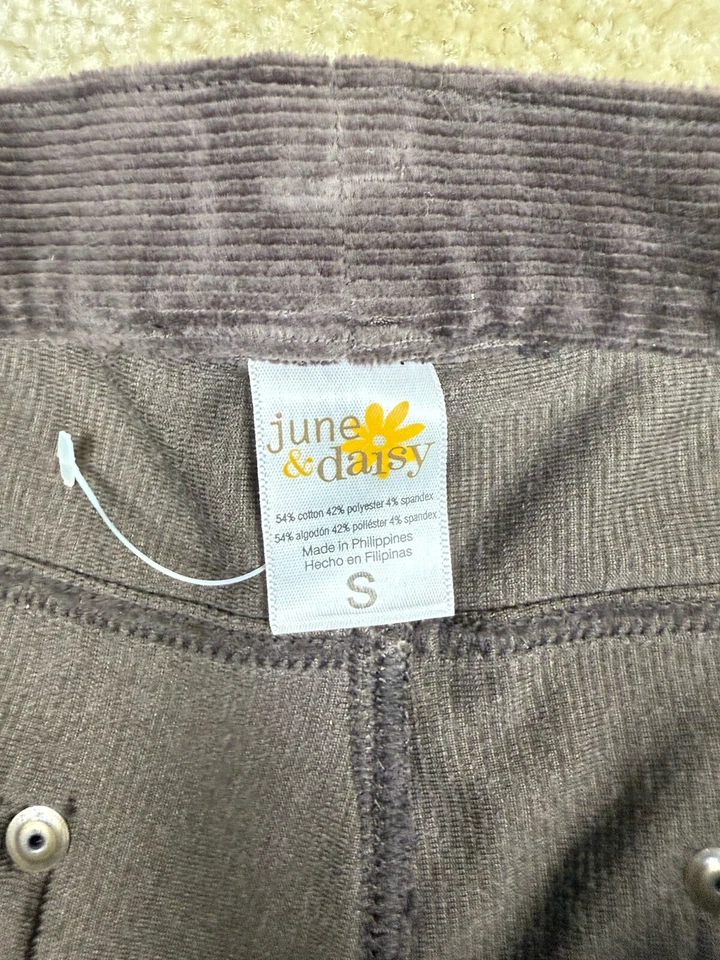 june
& daisy
54% cotton 42% polyester 4% spandex
54% algodón 42% poliéster 4% spandex
Made in Philippines
Hecho en Filipinas
S